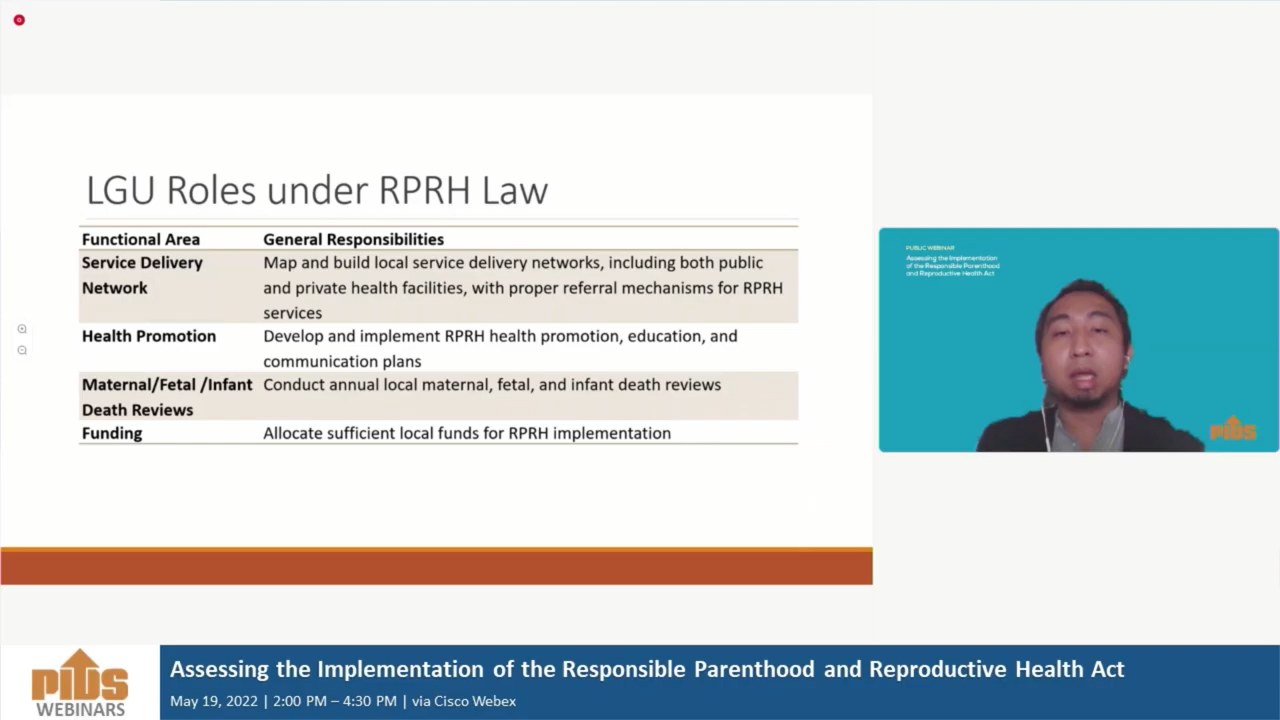 LGU Roles under RPRH Law
Functional Area General Responsibilities
Service Delivery Map and build local service delivery networks, including both public
Network and private health facilities, with proper referral mechanisms for RPRH
services
Health Promotion Develop and implement RPRH health promotion, education, and
communication plans
Maternal/Fetal /Infant Conduct annual local maternal, fetal, and infant death reviews
Death Reviews
Funding Allocate sufficient local funds for RPRH implementation
PUBLIC WEBINAR
Assessing the Implementation
of the Responsible Parenthood
and Reproductive Health Act
PIDS
PIDS
WEBINARS
Assessing the Implementation of the Responsible Parenthood and Reproductive Health Act
May 19, 2022 | 2:00 PM – 4:30 PM | via Cisco Webex